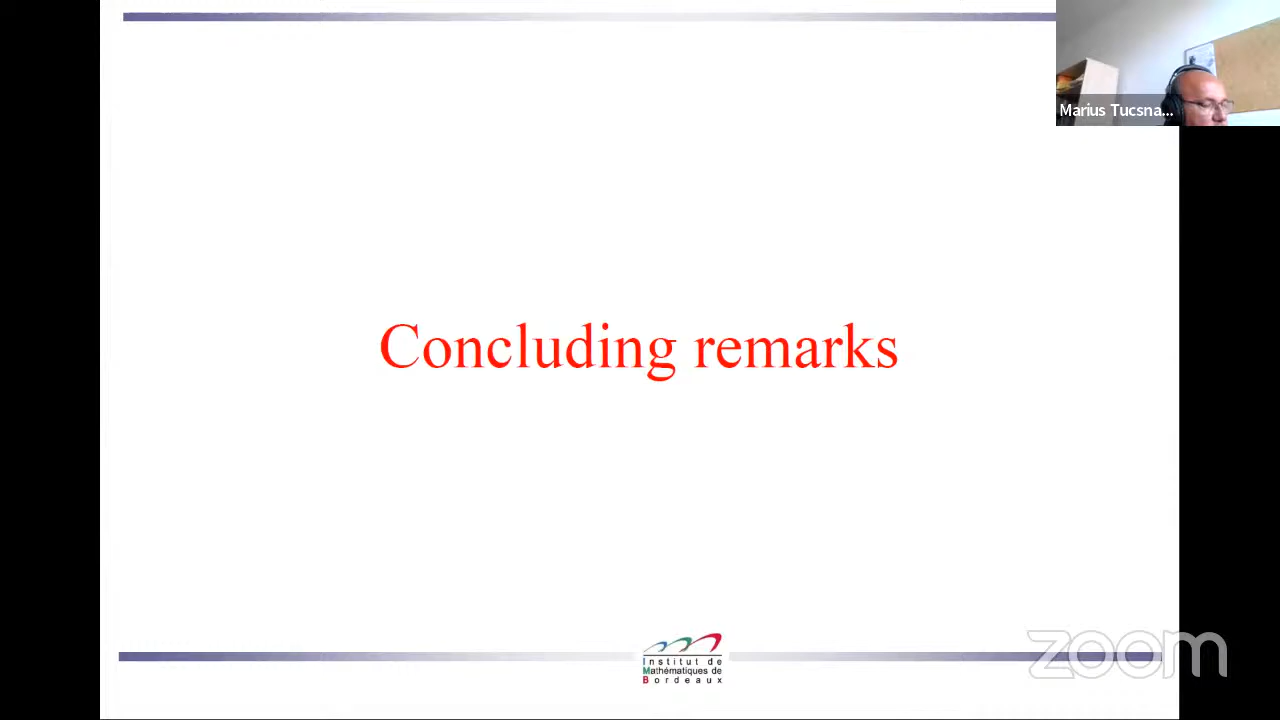 Marius Tucsna...
Concluding remarks
Institut de
Mathématiques de
Bordeaux
zoom